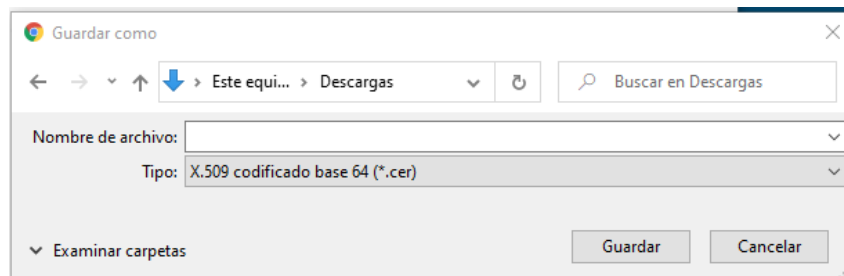 Guardar como
Este equi... > Descargas
Buscar en Descargas
Nombre de archivo:
Tipo: X.509 codificado base 64 (*.cer)
Examinar carpetas
Guardar
Cancelar